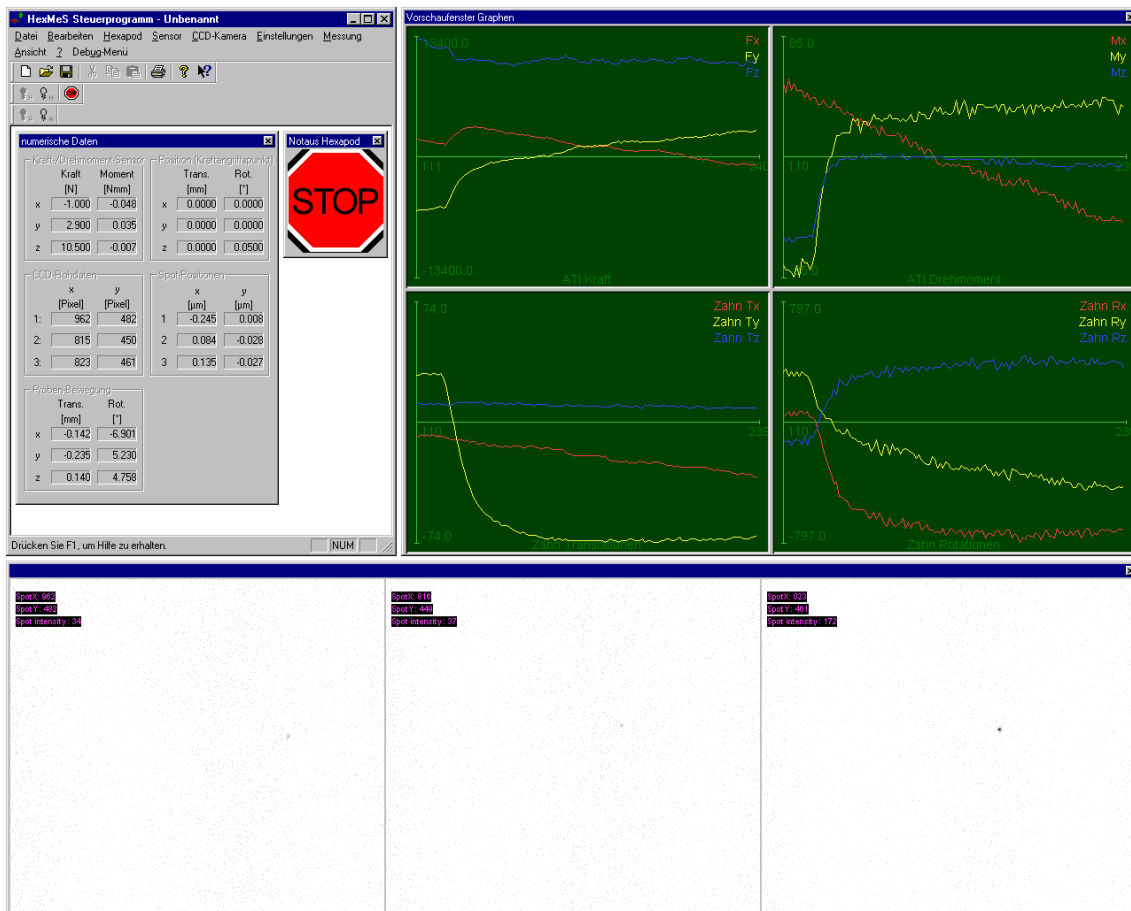 HexMeS Steuerprogramm - Unbenannt
Datei Bearbeiten Hexapod Sensor CCD-Kamera Einstellungen Messung
Ansicht ? Debug-Menü
numerische Daten
Kraft-/Drehmoment-Sensor
Kraft Moment
[N] [Nmm]
x -1.000 -0.048
y 2.900 0.035
z 10.500 -0.007
Position (Kraftangriffspunkt)
Trans. Rot.
[mm] [°]
x 0.0000 0.0000
y 0.0000 0.0000
z 0.0000 0.0500
CCD-Rohdaten
x y
[Pixel] [Pixel]
1: 962 482
2: 815 450
3: 823 461
Spot-Positionen
x y
[µm] [µm]
1 -0.245 0.008
2 0.084 -0.028
3 0.135 -0.027
Proben-Bewegung
Trans. Rot.
[mm] [°]
x -0.142 -6.901
y -0.235 5.230
z 0.140 4.758
Notaus Hexapod
STOP
Drücken Sie F1, um Hilfe zu erhalten.
NUM
Vorschaufenster Graphen
13400.0
Fx
Fy
Fz
111
240
-13400.0
ATI Kraft
85.0
Mx
My
Mz
110
ATI Drehmoment
74.0
Zahn Tx
Zahn Ty
Zahn Tz
110
235
-74.0
Zahn Translationen
797.0
Zahn Rx
Zahn Ry
Zahn Rz
110
-797.0
Zahn Rotationen
SpotX: 962
SpotY: 482
Spot intensity: 34
SpotX: 816
SpotY: 449
Spot intensity: 37
SpotX: 823
SpotY: 461
Spot intensity: 172